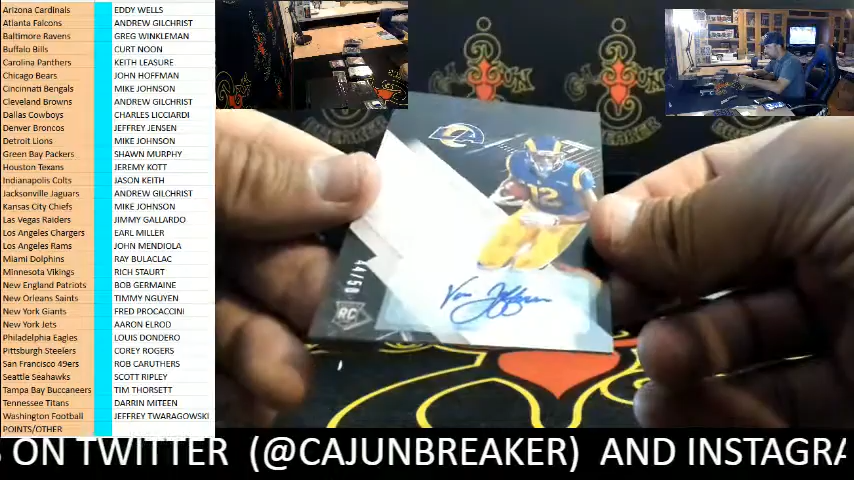 Arizona Cardinals EDDY WELLS
Atlanta Falcons ANDREW GILCHRIST
Baltimore Ravens GREG WINKLEMAN
Buffalo Bills CURT NOON
Carolina Panthers KEITH LEASURE
Chicago Bears JOHN HOFFMAN
Cincinnati Bengals MIKE JOHNSON
Cleveland Browns ANDREW GILCHRIST
Dallas Cowboys CHARLES LICCIARDI
Denver Broncos JEFFREY JENSEN
Detroit Lions MIKE JOHNSON
Green Bay Packers SHAWN MURPHY
Houston Texans JEREMY KOTT
Indianapolis Colts JASON KEITH
Jacksonville Jaguars ANDREW GILCHRIST
Kansas City Chiefs MIKE JOHNSON
Las Vegas Raiders JIMMY GALLARDO
Los Angeles Chargers EARL MILLER
Los Angeles Rams JOHN MENDIOLA
Miami Dolphins RAY BULACLAC
Minnesota Vikings RICH STAURT
New England Patriots BOB GERMAINE
New Orleans Saints TIMMY NGUYEN
New York Giants FRED PROCACCINI
New York Jets AARON ELROD
Philadelphia Eagles LOUIS DONDERO
Pittsburgh Steelers COREY ROGERS
San Francisco 49ers ROB CARUTHERS
Seattle Seahawks SCOTT RIPLEY
Tampa Bay Buccaneers TIM THORSETT
Tennessee Titans DARRIN MITEEN
Washington Football JEFFREY TWARAGOWSKI
POINTS/OTHER
CAJUN
BREAKER
12
44/50
RC
Van Jefferson
S ON TWITTER (@CAJUNBREAKER) AND INSTAGRA